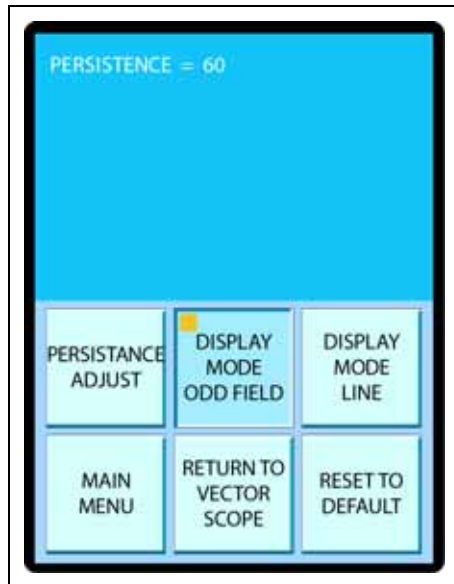 PERSISTENCE = 60
PERSISTANCE
ADJUST
DISPLAY
MODE
ODD FIELD
DISPLAY
MODE
LINE
MAIN
MENU
RETURN TO
VECTOR
SCOPE
RESET TO
DEFAULT